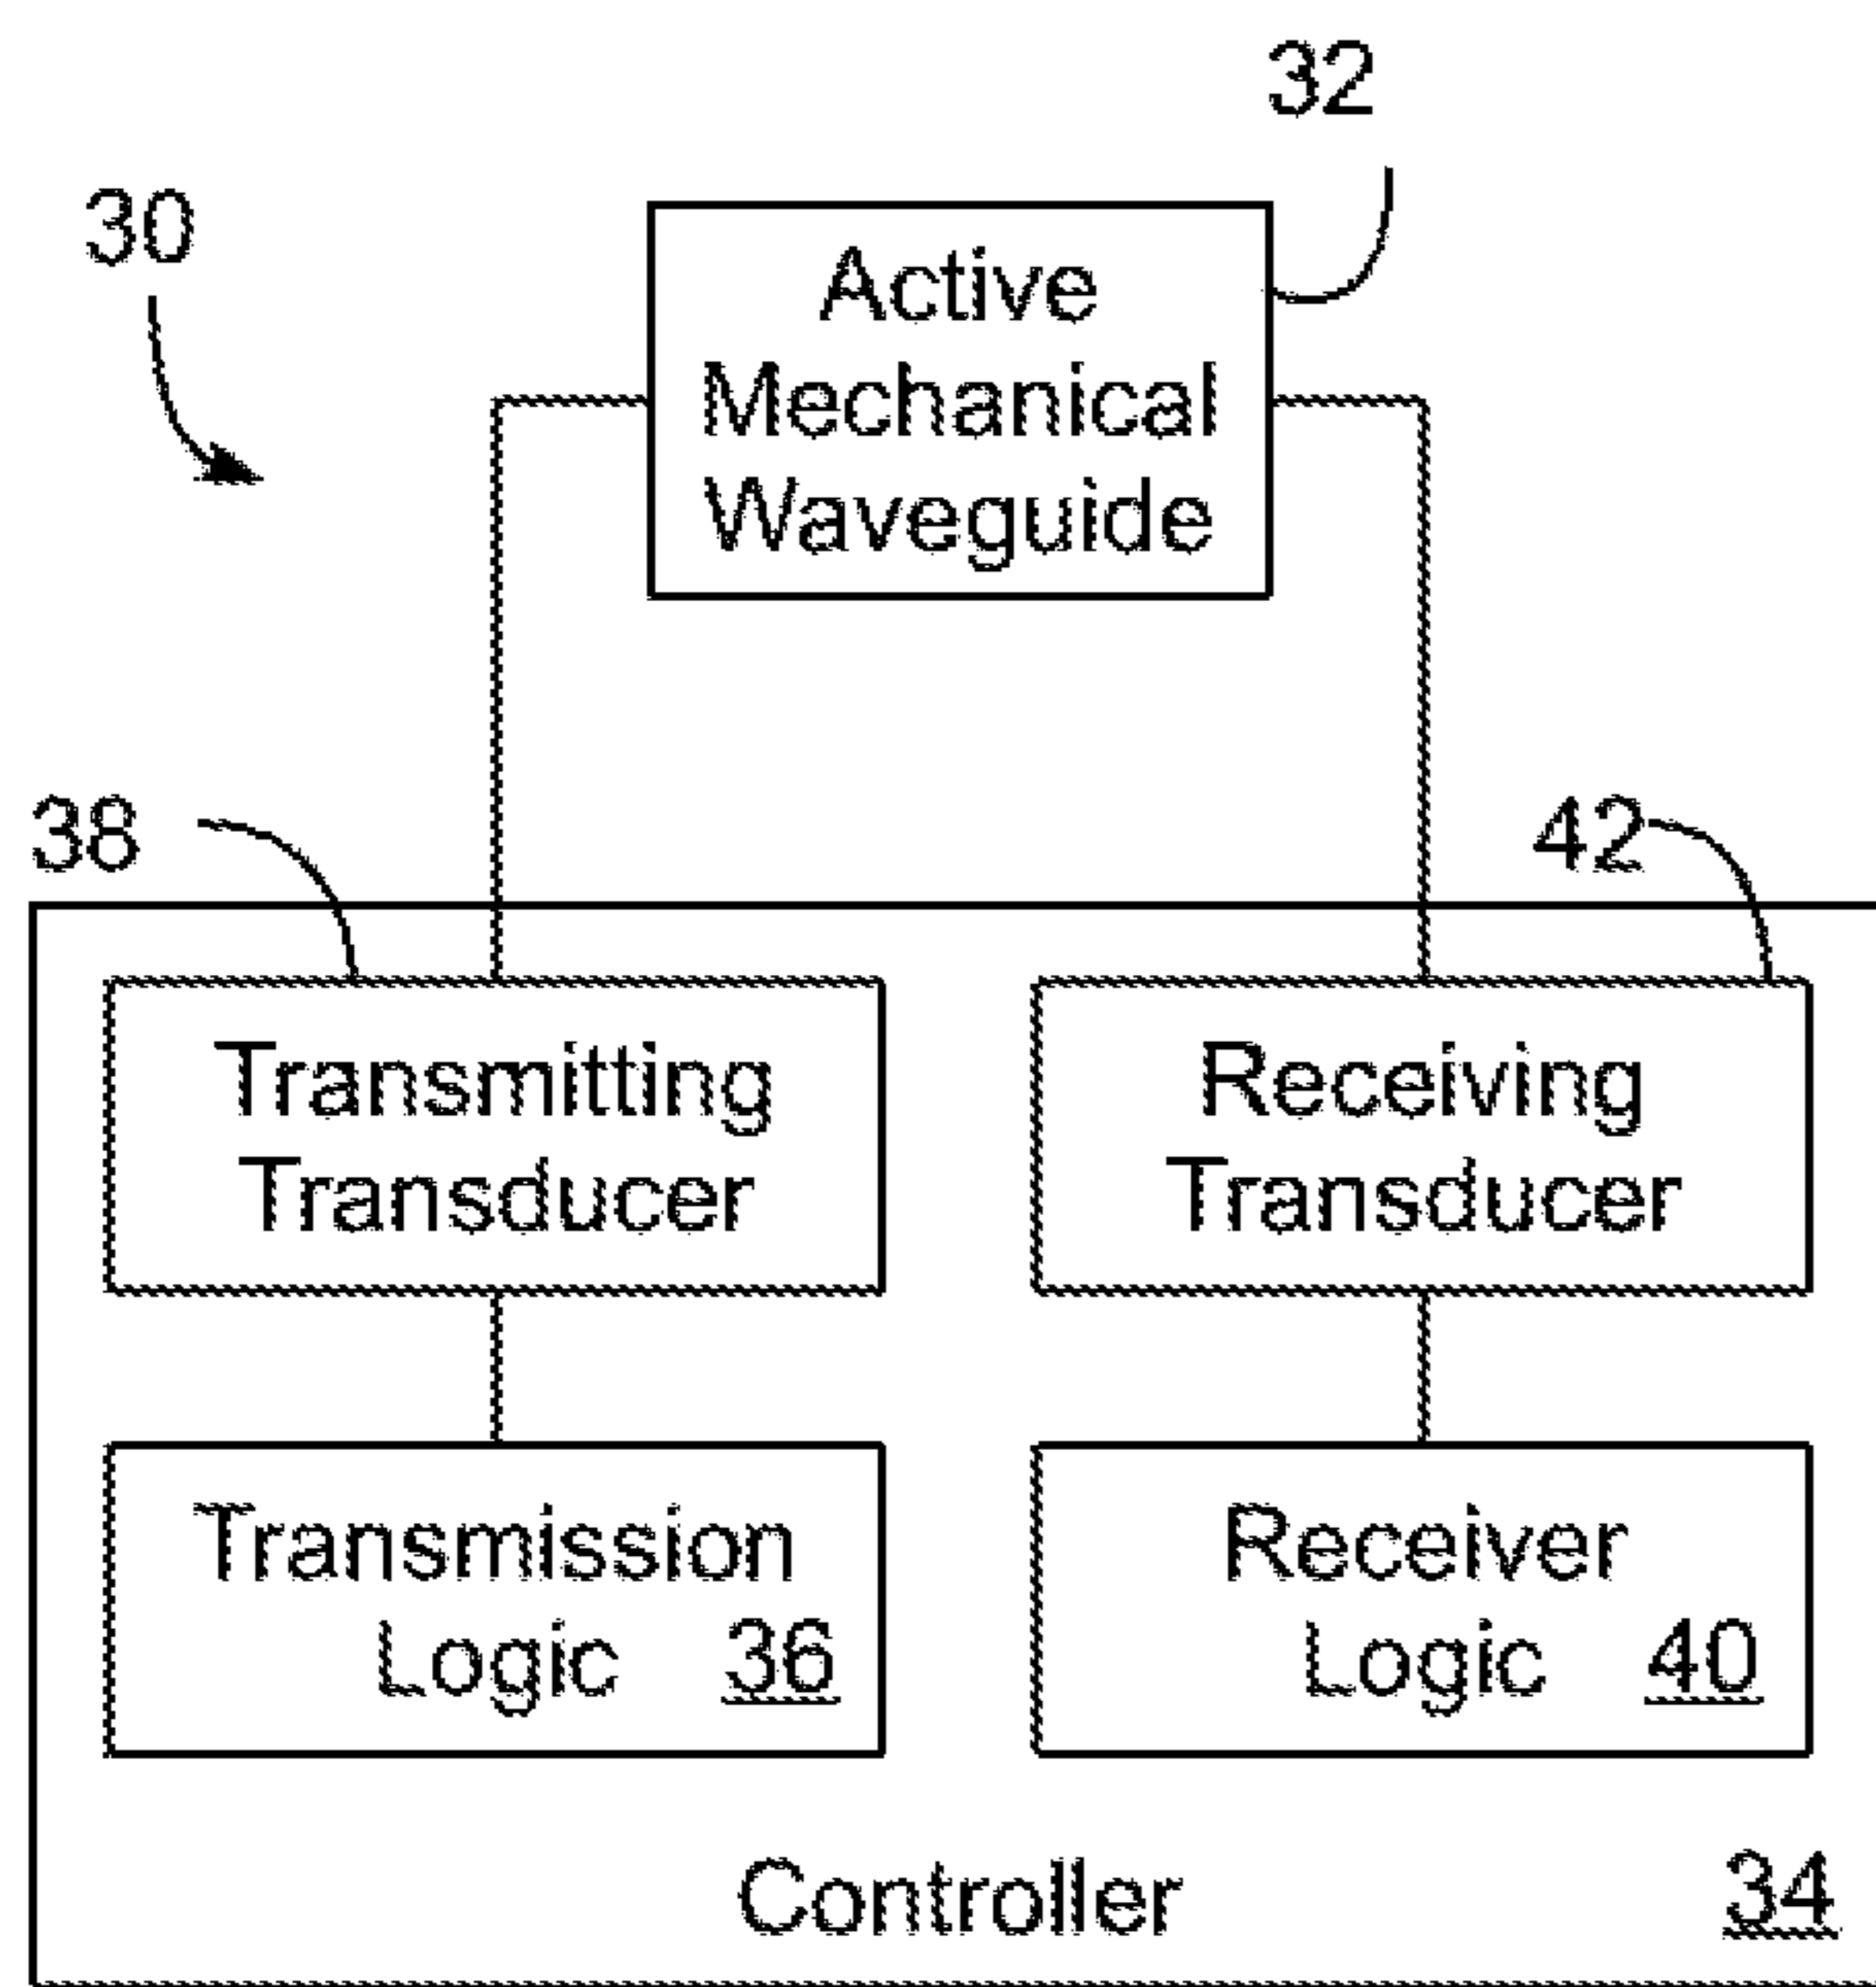 32
30
Active
Mechanical
Waveguide
38
42
Transmitting
Transducer
Receiving
Transducer
Transmission
Logic 36
Receiver
Logic 40
Controller
34